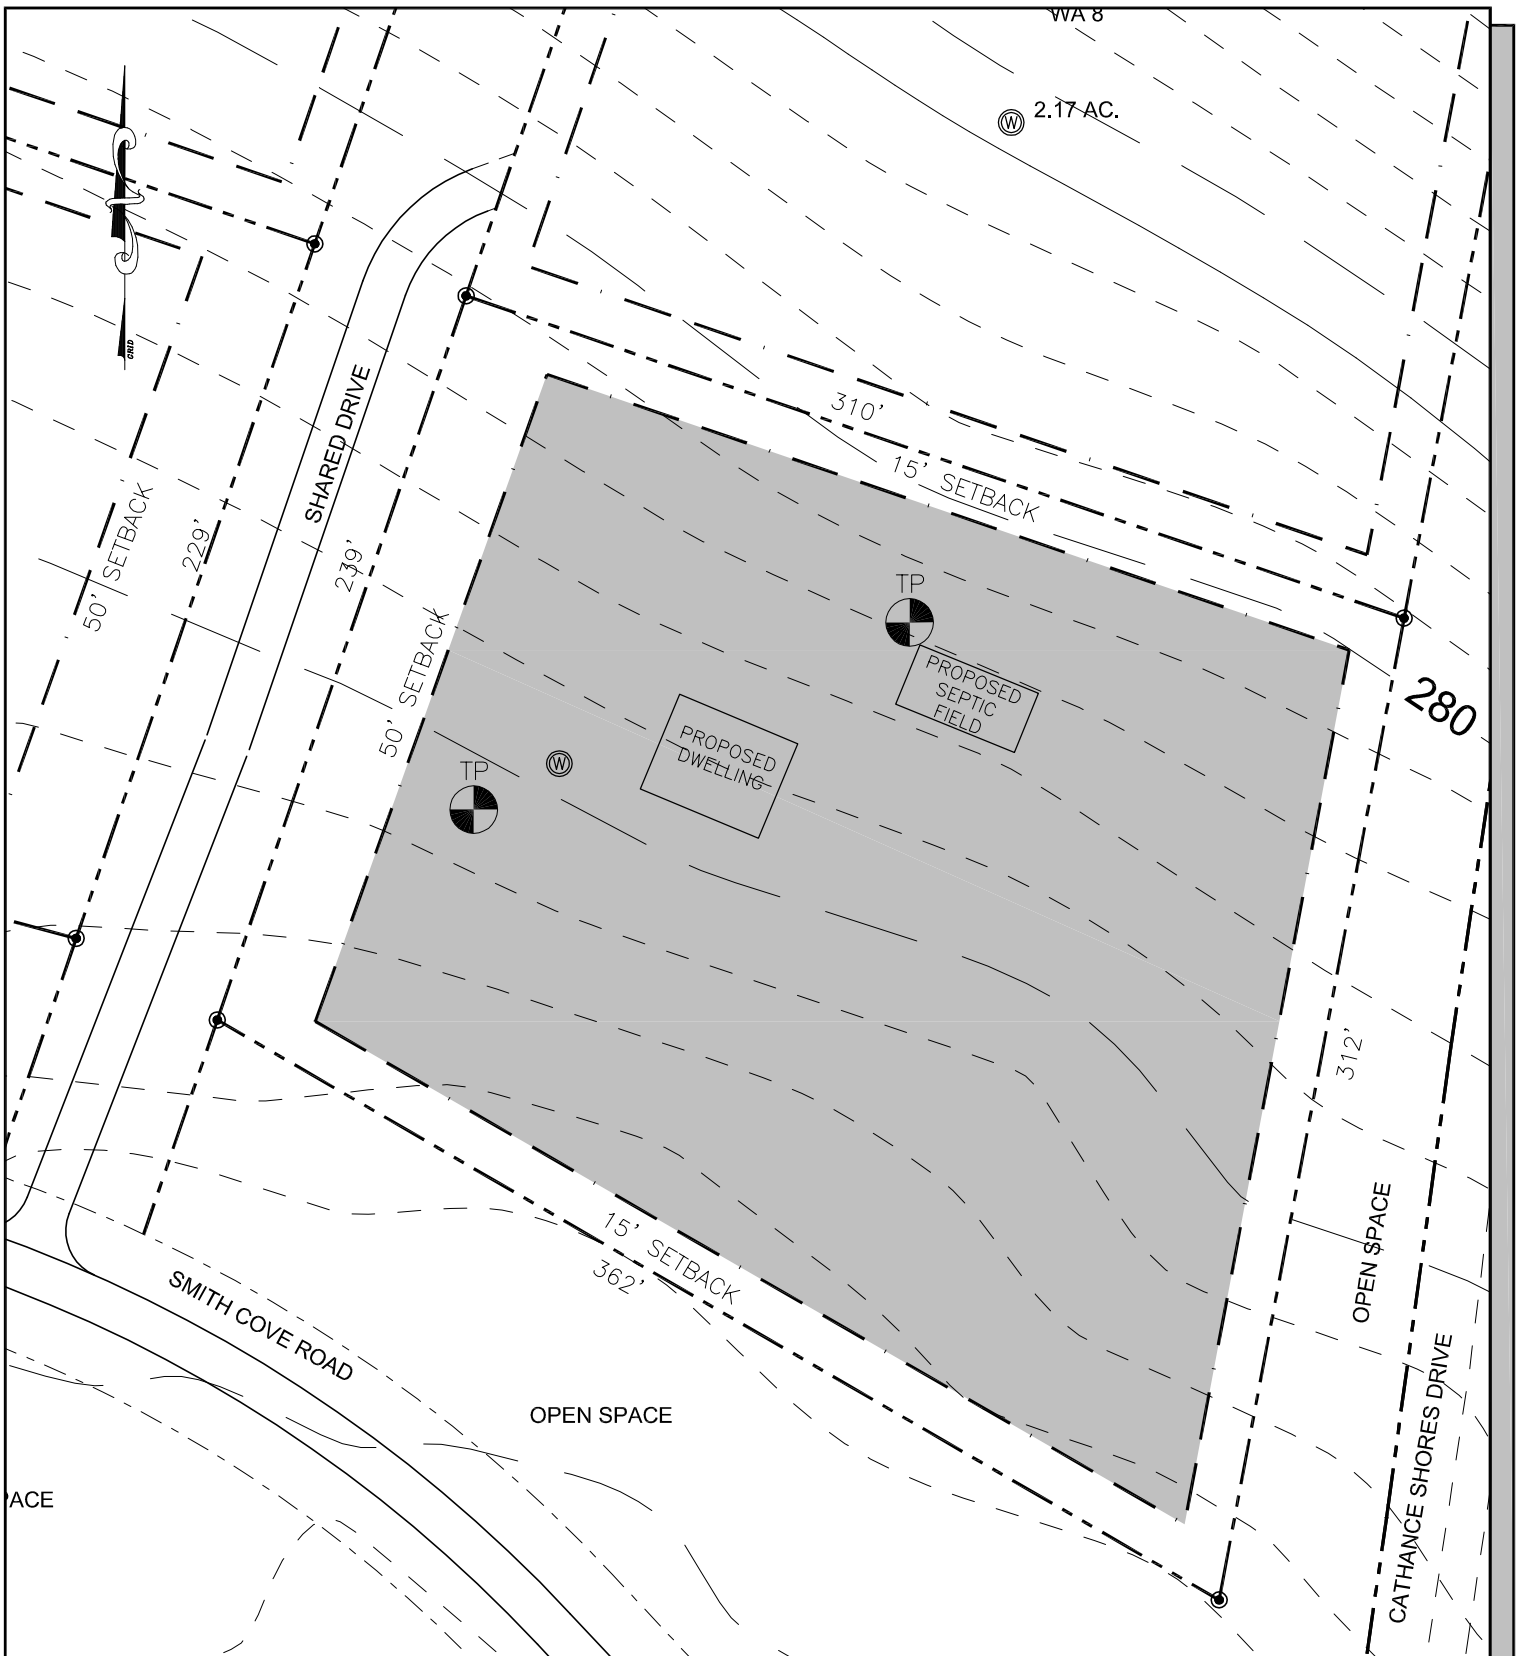 WA 8
W
2.17 AC.
GRID
SHARED DRIVE
310'
15' SETBACK
50' SETBACK
229'
239'
50' SETBACK
TP
PROPOSED
SEPTIC
FIELD
280
PROPOSED
DWELLING
W
TP
312'
OPEN SPACE
15' SETBACK
362'
SMITH COVE ROAD
CATHANCE SHORES DRIVE
OPEN SPACE
PACE